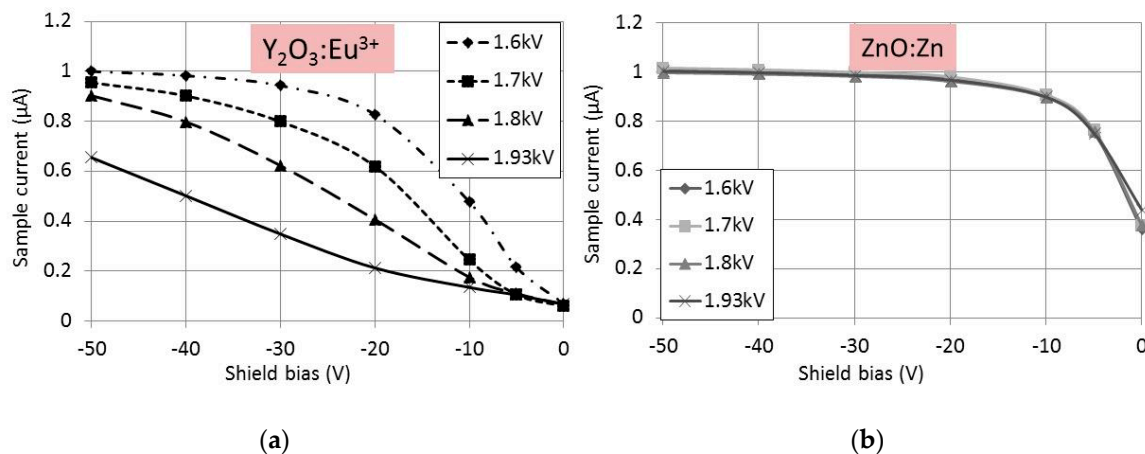 Y₂O₃:Eu³⁺
1.6kV
1.7kV
1.8kV
1.93kV
Sample current (µA)
1.2
1
0.8
0.6
0.4
0.2
0
-50 -40 -30 -20 -10 0
Shield bias (V)
(a)
ZnO:Zn
1.6kV
1.7kV
1.8kV
1.93kV
Sample current (µA)
1.2
1
0.8
0.6
0.4
0.2
0
-50 -40 -30 -20 -10 0
Shield bias (V)
(b)